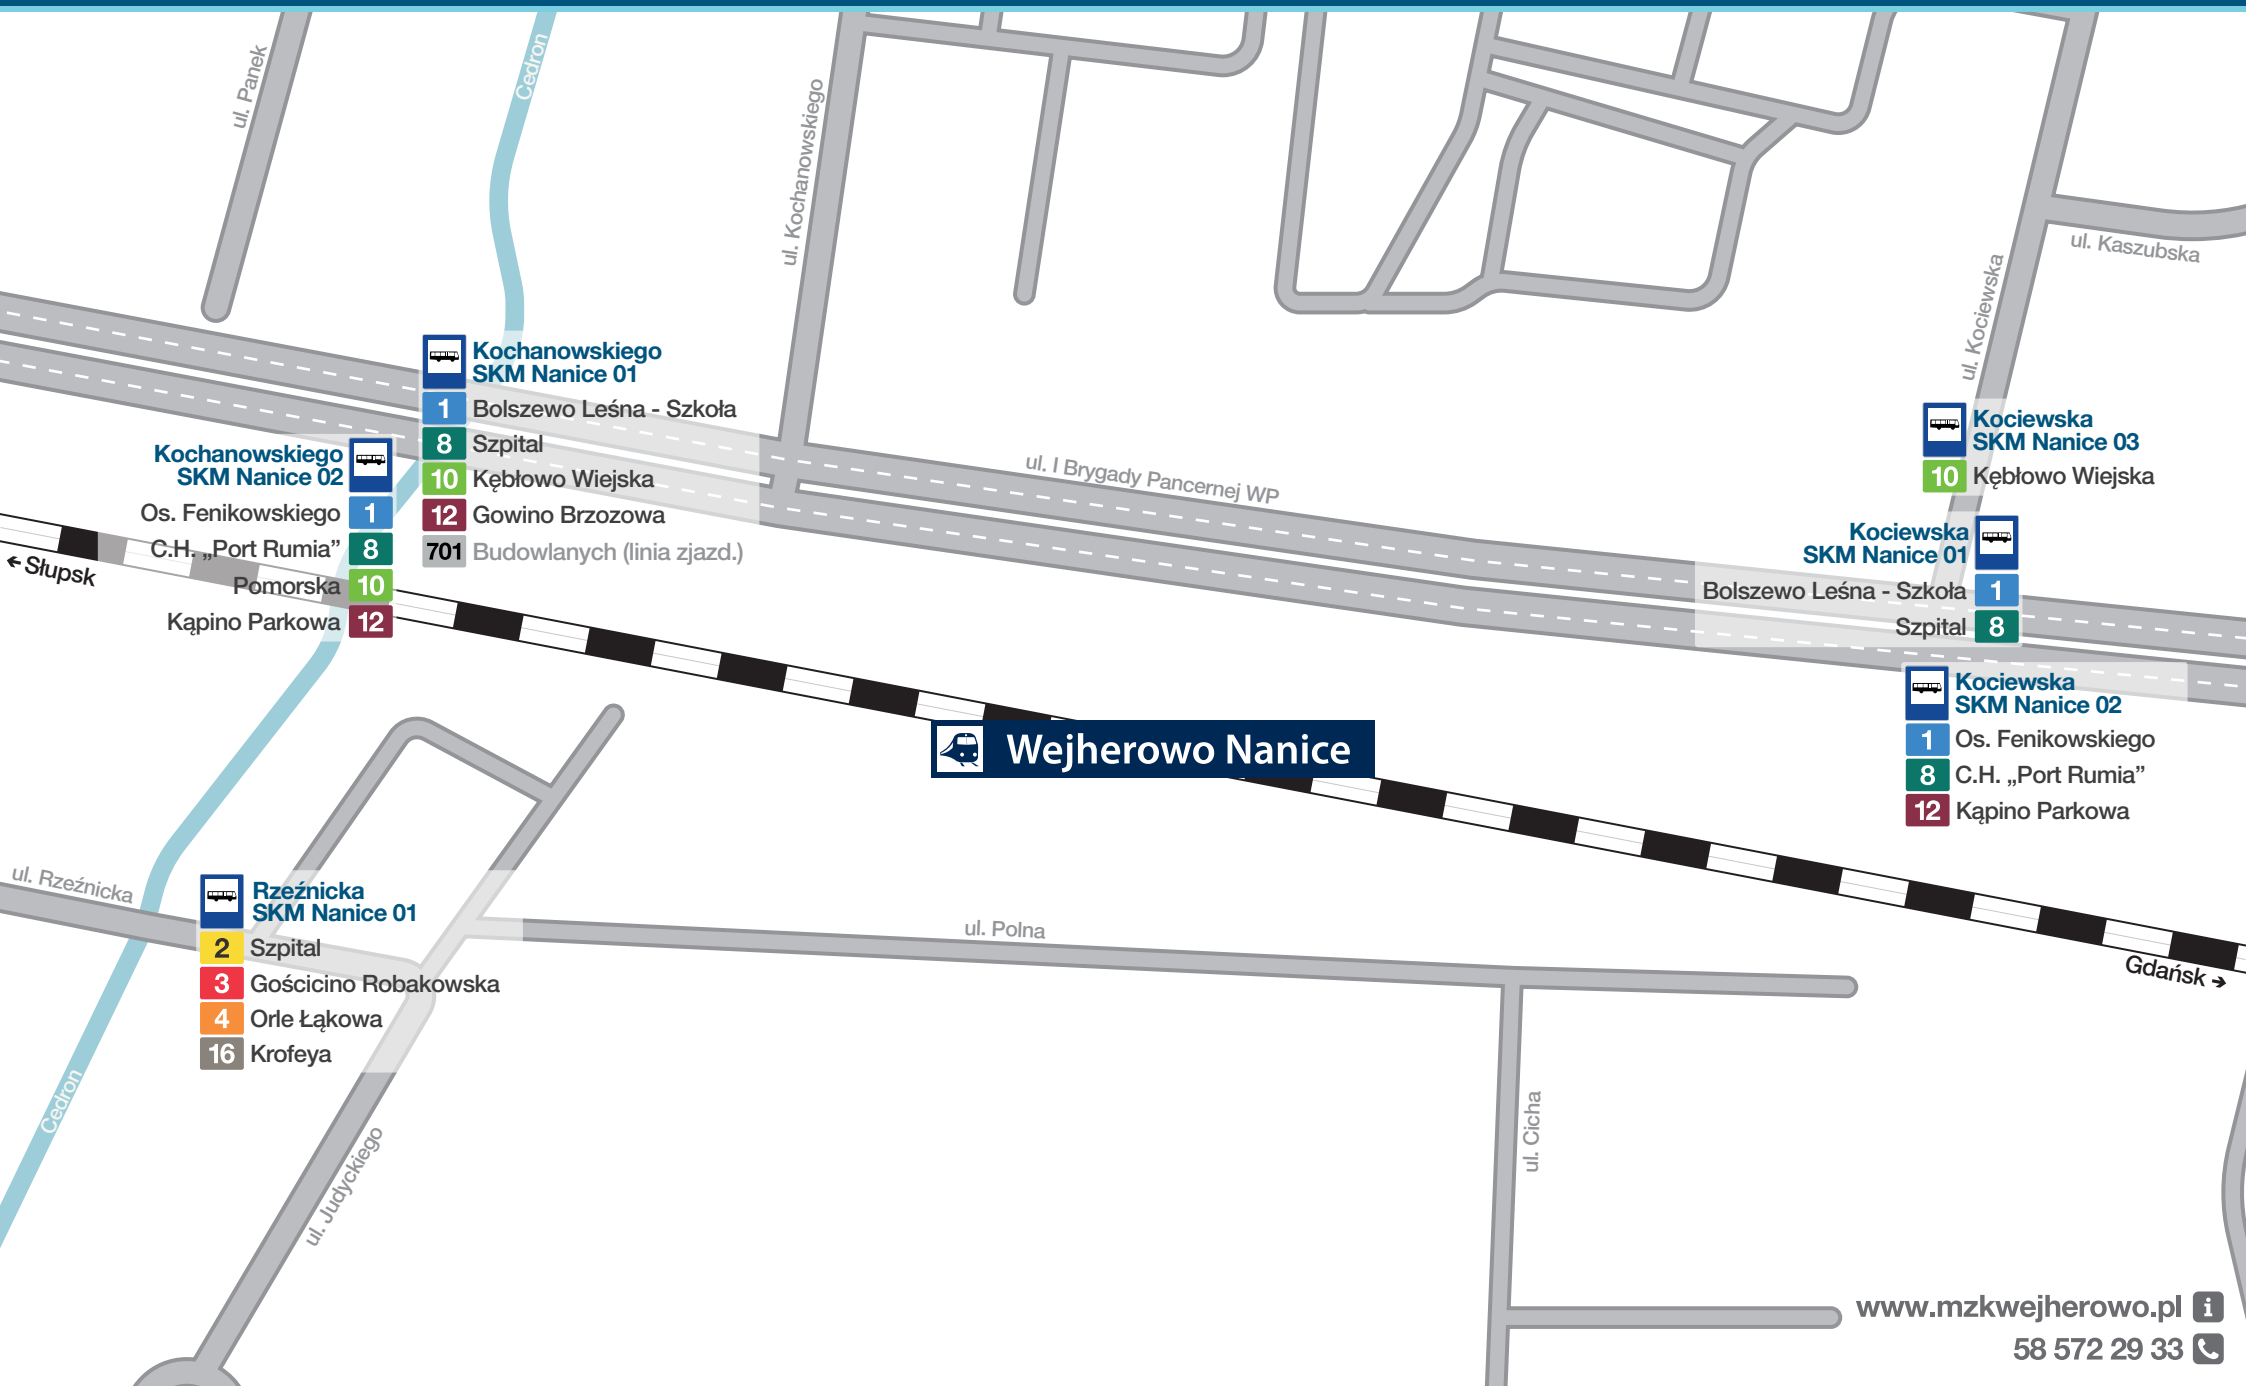 ul. Panek
Cedron
ul. Kochanowskiego
ul. Kaszubska
ul. Kociewska
Kochanowskiego
SKM Nanice 01
1 Bolszewo Leśna - Szkoła
8 Szpital
10 Kębłowo Wiejska
12 Gowino Brzozowa
701 Budowlanych (linia zjazd.)
Kochanowskiego
SKM Nanice 02
Os. Fenikowskiego 1
C.H. „Port Rumia” 8
Pomorska 10
Kąpino Parkowa 12
← Słupsk
ul. I Brygady Pancernej WP
Kociewska
SKM Nanice 03
10 Kębłowo Wiejska
Kociewska
SKM Nanice 01
Bolszewo Leśna - Szkoła 1
Szpital 8
Kociewska
SKM Nanice 02
1 Os. Fenikowskiego
8 C.H. „Port Rumia”
12 Kąpino Parkowa
Wejherowo Nanice
ul. Rzeźnicka
Rzeźnicka
SKM Nanice 01
2 Szpital
3 Gościcino Robakowska
4 Orle Łąkowa
16 Krofeya
ul. Polna
Gdańsk →
Cedron
ul. Judyckiego
ul. Cicha
www.mzkwejherowo.pl i
58 572 29 33